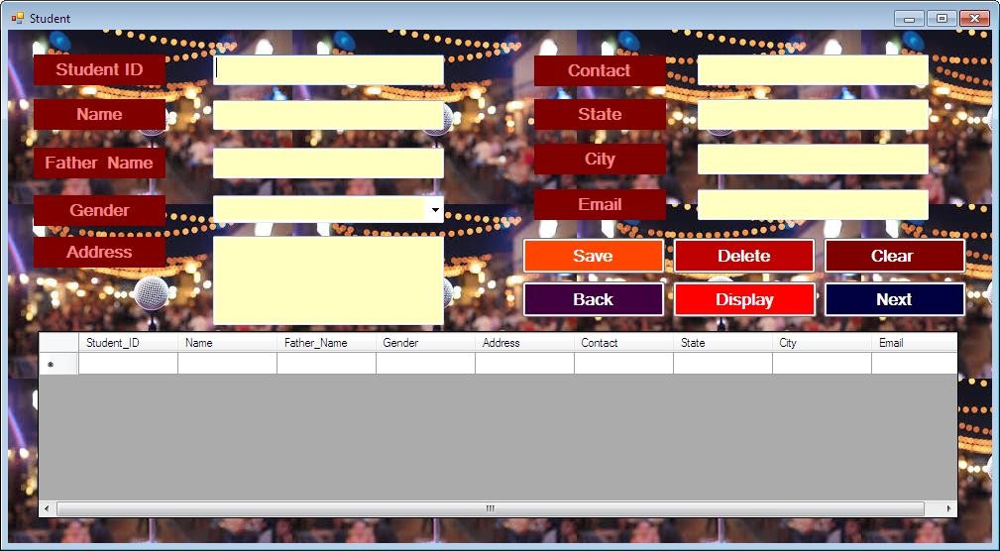 Student
Student ID
Name
Father Name
Gender
Address
Contact
State
City
Email
Save Delete Clear
Back Display Next
Student_ID Name Father_Name Gender Address Contact State City Email